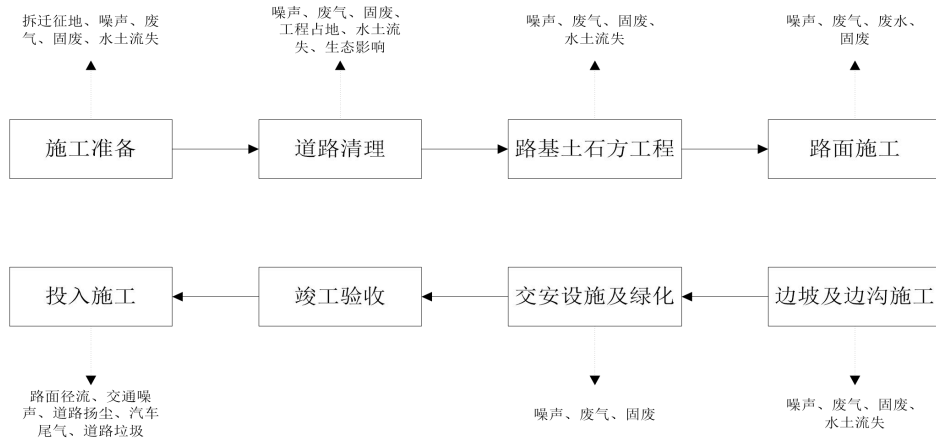 拆迁征地、噪声、废
气、固废、水土流失
噪声、废气、固废、
工程占地、水土流
失、生态影响
噪声、废气、固废、
水土流失
噪声、废气、废水、
固废
施工准备
道路清理
路基土石方工程
路面施工
投入施工
竣工验收
交安设施及绿化
边坡及边沟施工
路面径流、交通噪
声、道路扬尘、汽车
尾气、道路垃圾
噪声、废气、固废
噪声、废气、固废、
水土流失